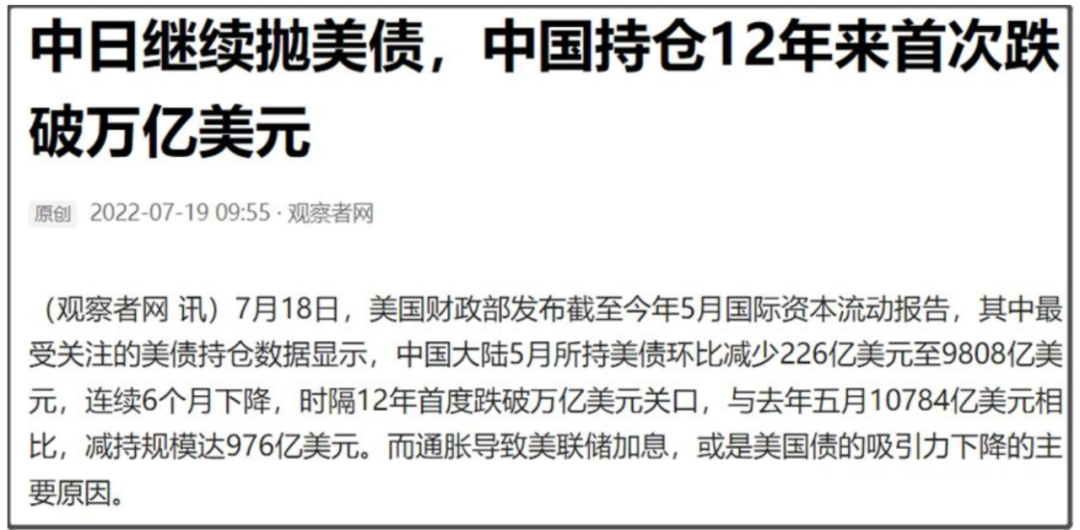 中日继续抛美债，中国持仓12年来首次跌
破万亿美元
原创 2022-07-19 09:55 · 观察者网
（观察者网 讯）7月18日，美国财政部发布截至今年5月国际资本流动报告，其中最
受关注的美债持仓数据显示，中国大陆5月所持美债环比减少226亿美元至9808亿美
元，连续6个月下降，时隔12年首度跌破万亿美元关口，与去年五月10784亿美元相
比，减持规模达976亿美元。而通胀导致美联储加息，或是美国债的吸引力下降的主
要原因。